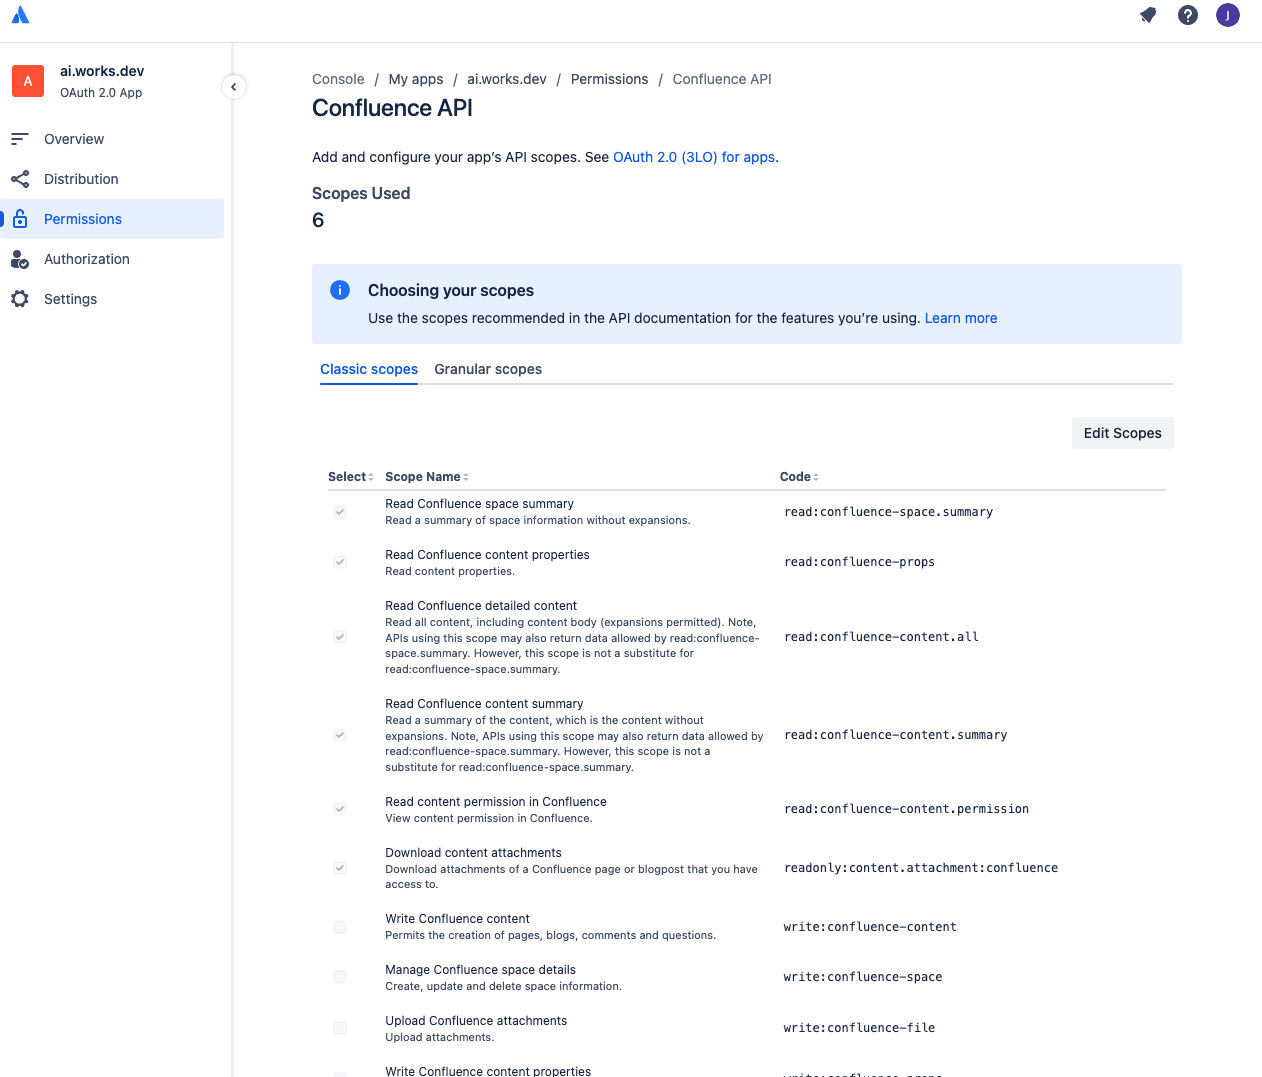 J
A
ai.works.dev
OAuth 2.0 App
Overview
Distribution
Permissions
Authorization
Settings
Console / My apps / ai.works.dev / Permissions / Confluence API
Confluence API
Add and configure your app's API scopes. See OAuth 2.0 (3LO) for apps.
Scopes Used
6
Choosing your scopes
Use the scopes recommended in the API documentation for the features you're using. Learn more
Classic scopes Granular scopes
Edit Scopes
Select Scope Name Code
Read Confluence space summary
Read a summary of space information without expansions.
read:confluence-space.summary
Read Confluence content properties
Read content properties.
read:confluence-props
Read Confluence detailed content
Read all content, including content body (expansions permitted). Note,
APIs using this scope may also return data allowed by read:confluence-
space.summary. However, this scope is not a substitute for
read:confluence-space.summary.
read:confluence-content.all
Read Confluence content summary
Read a summary of the content, which is the content without
expansions. Note, APIs using this scope may also return data allowed by
read:confluence-space.summary. However, this scope is not a
substitute for read:confluence-space.summary.
read:confluence-content.summary
Read content permission in Confluence
View content permission in Confluence.
read:confluence-content.permission
Download content attachments
Download attachments of a Confluence page or blogpost that you have
access to.
readonly:content.attachment:confluence
Write Confluence content
Permits the creation of pages, blogs, comments and questions.
write:confluence-content
Manage Confluence space details
Create, update and delete space information.
write:confluence-space
Upload Confluence attachments
Upload attachments.
write:confluence-file
Write Confluence content properties